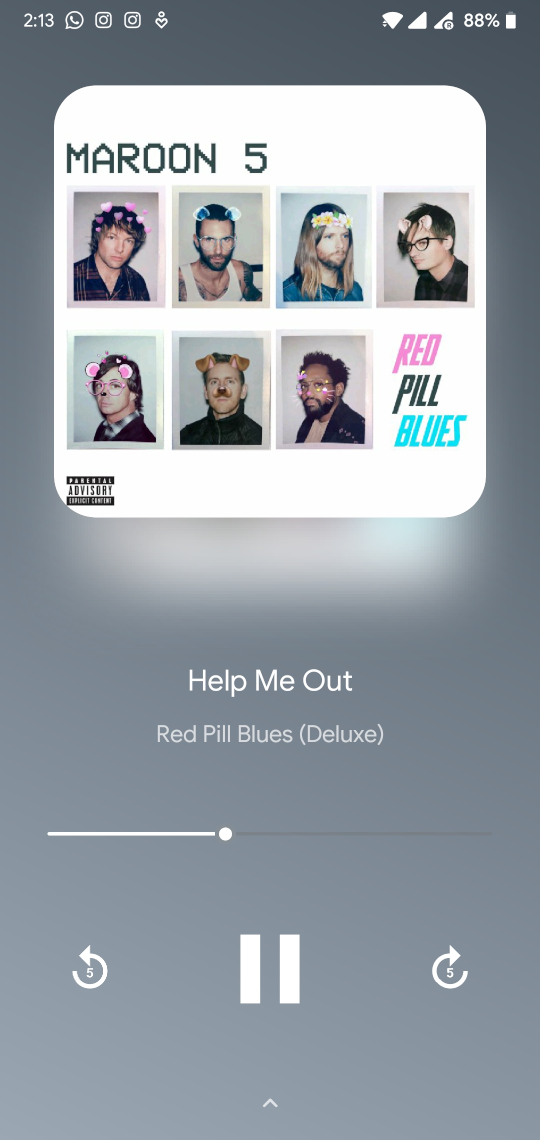 2:13
88%
R
MAROON 5
RED
PILL
BLUES
PARENTAL
ADVISORY
EXPLICIT CONTENT
Help Me Out
Red Pill Blues (Deluxe)
5
5